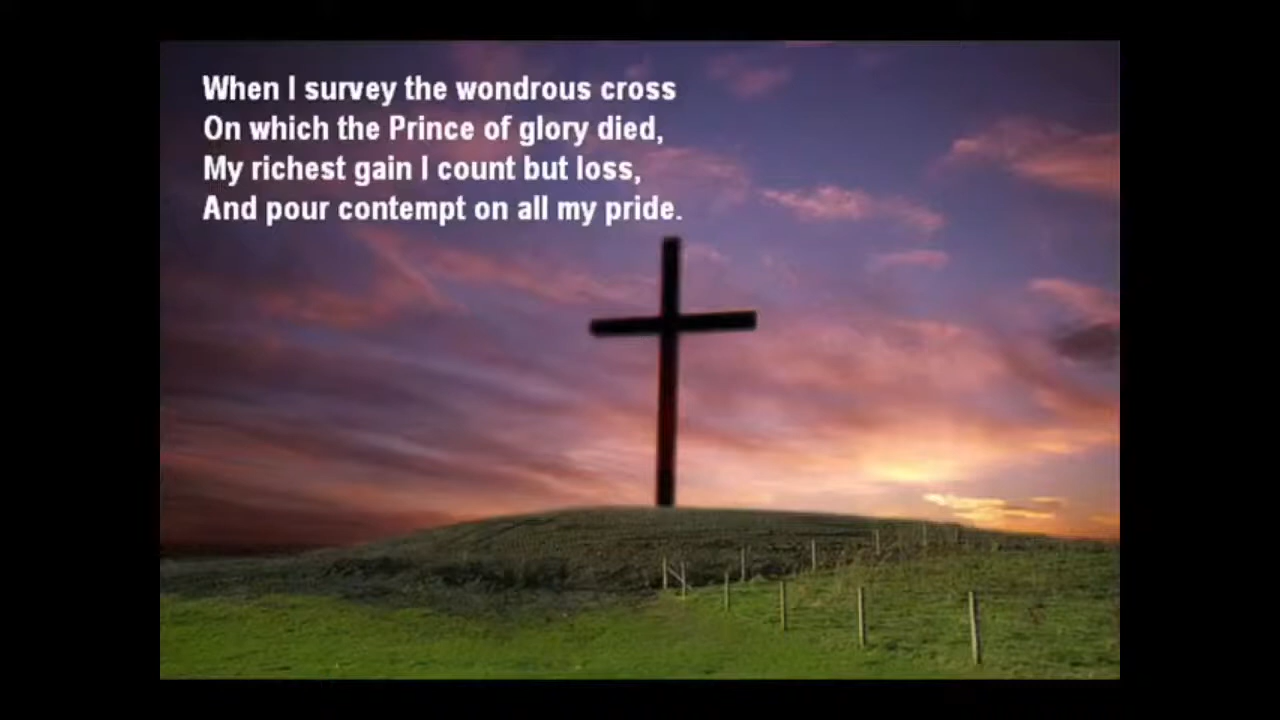 When I survey the wondrous cross
On which the Prince of glory died,
My richest gain I count but loss,
And pour contempt on all my pride.